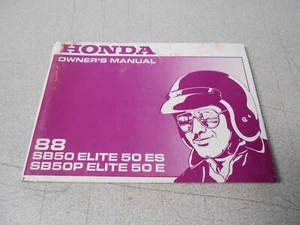 HONDA
OWNER'S MANUAL
88
SB50 ELITE 50 ES
SB50P ELITE 50 E